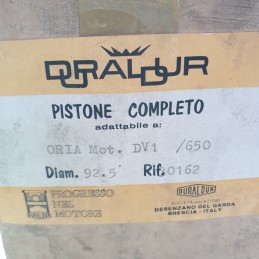 DURALDUR
PISTONE COMPLETO
adattabile a:
ORIA Mot. DV1 /650
Diam. 92.5 Rif. 0162
PROGRESSO
NEL
MOTORE
DURALDUR
DESENZANO DEL GARDA
BRESCIA - ITALY